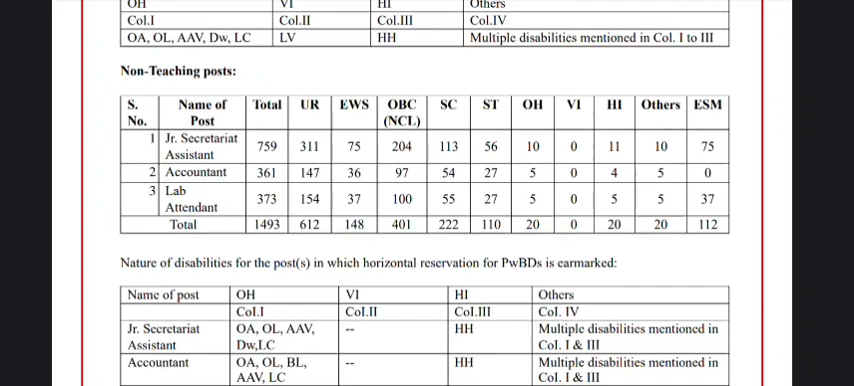 OH VI HI Others
Col.I Col.II Col.III Col.IV
OA, OL, AAV, Dw, LC LV HH Multiple disabilities mentioned in Col. I to III
Non-Teaching posts:
S. No. Name of Post Total UR EWS OBC (NCL) SC ST OH VI HI Others ESM
1 Jr. Secretariat Assistant 759 311 75 204 113 56 10 0 11 10 75
2 Accountant 361 147 36 97 54 27 5 0 4 5 0
3 Lab Attendant 373 154 37 100 55 27 5 0 5 5 37
Total 1493 612 148 401 222 110 20 0 20 20 112
Nature of disabilities for the post(s) in which horizontal reservation for PwBDs is earmarked:
Name of post OH VI HI Others
Col.I Col.II Col.III Col. IV
Jr. Secretariat Assistant OA, OL, AAV, Dw,LC -- HH Multiple disabilities mentioned in Col. I & III
Accountant OA, OL, BL, AAV, LC -- HH Multiple disabilities mentioned in Col. I & III